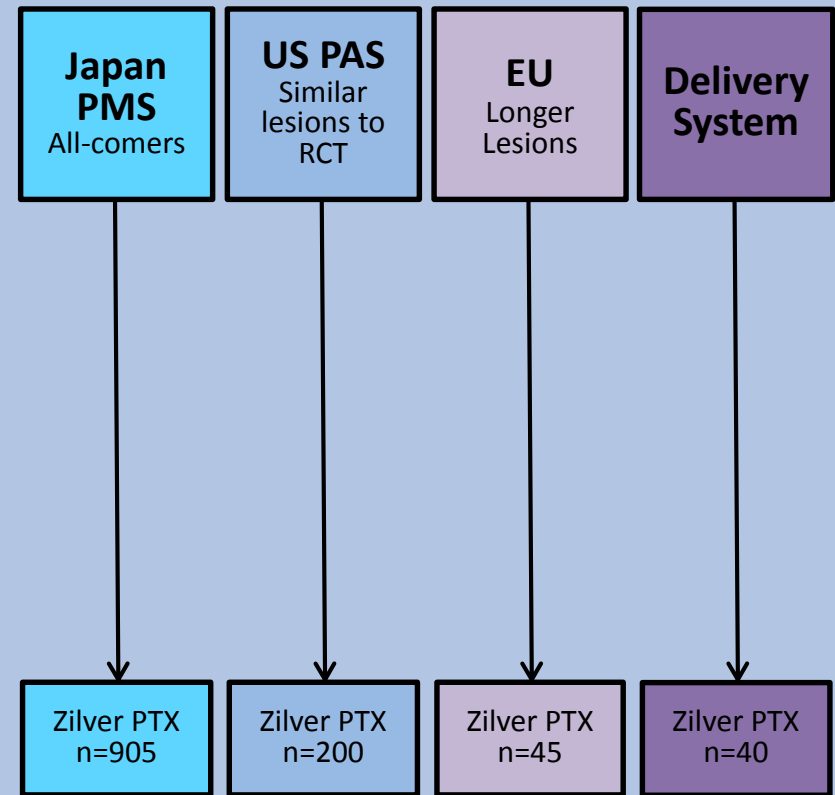 Japan
PMS
All-comers
US PAS
Similar
lesions to
RCT
EU
Longer
Lesions
Delivery
System
Zilver PTX
n=905
Zilver PTX
n=200
Zilver PTX
n=45
Zilver PTX
n=40